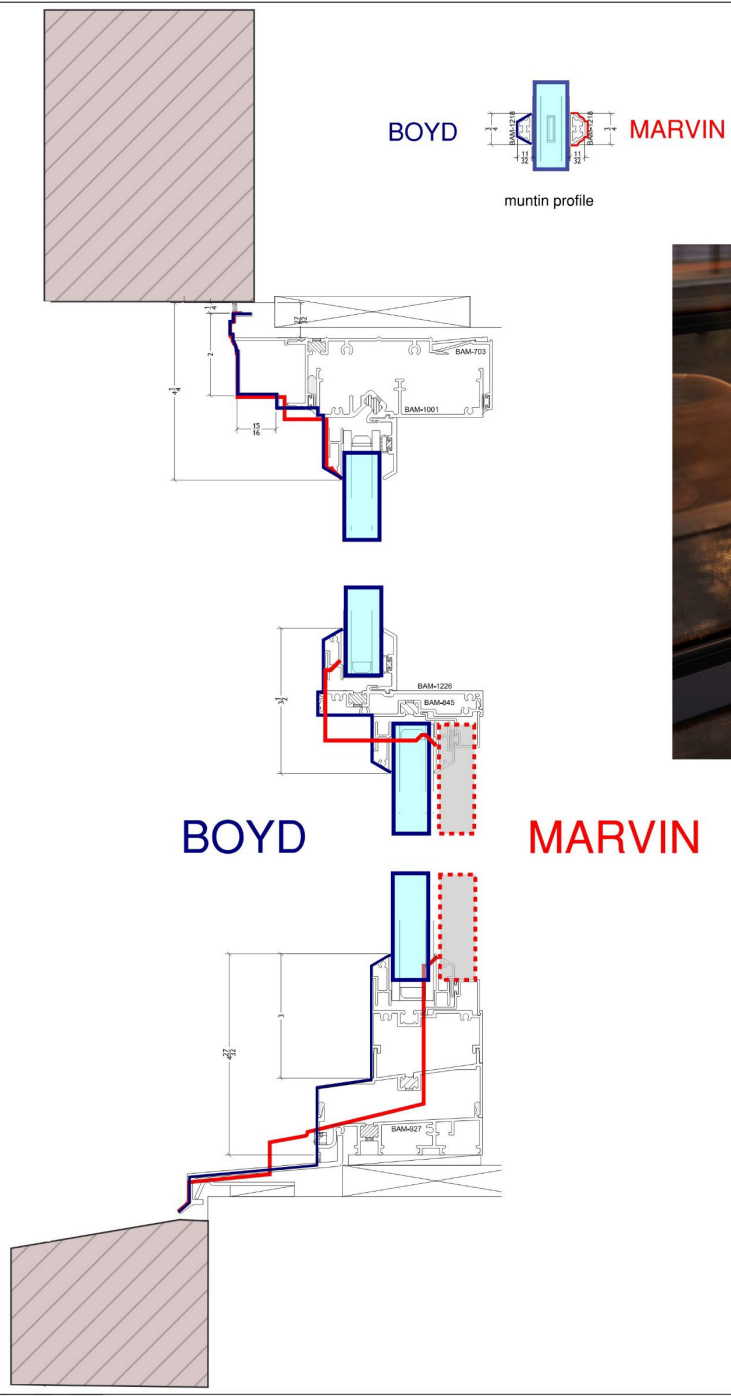 BOYD
MARVIN
BAM-1218
BAM-1218
3/4
3/4
11/32
11/32
muntin profile
1/4
27/32
2
4 1/4
15/16
BAM-703
BAM-1001
3 1/2
BAM-1226
BAM-845
BOYD
MARVIN
3
4 27/32
BAM-927